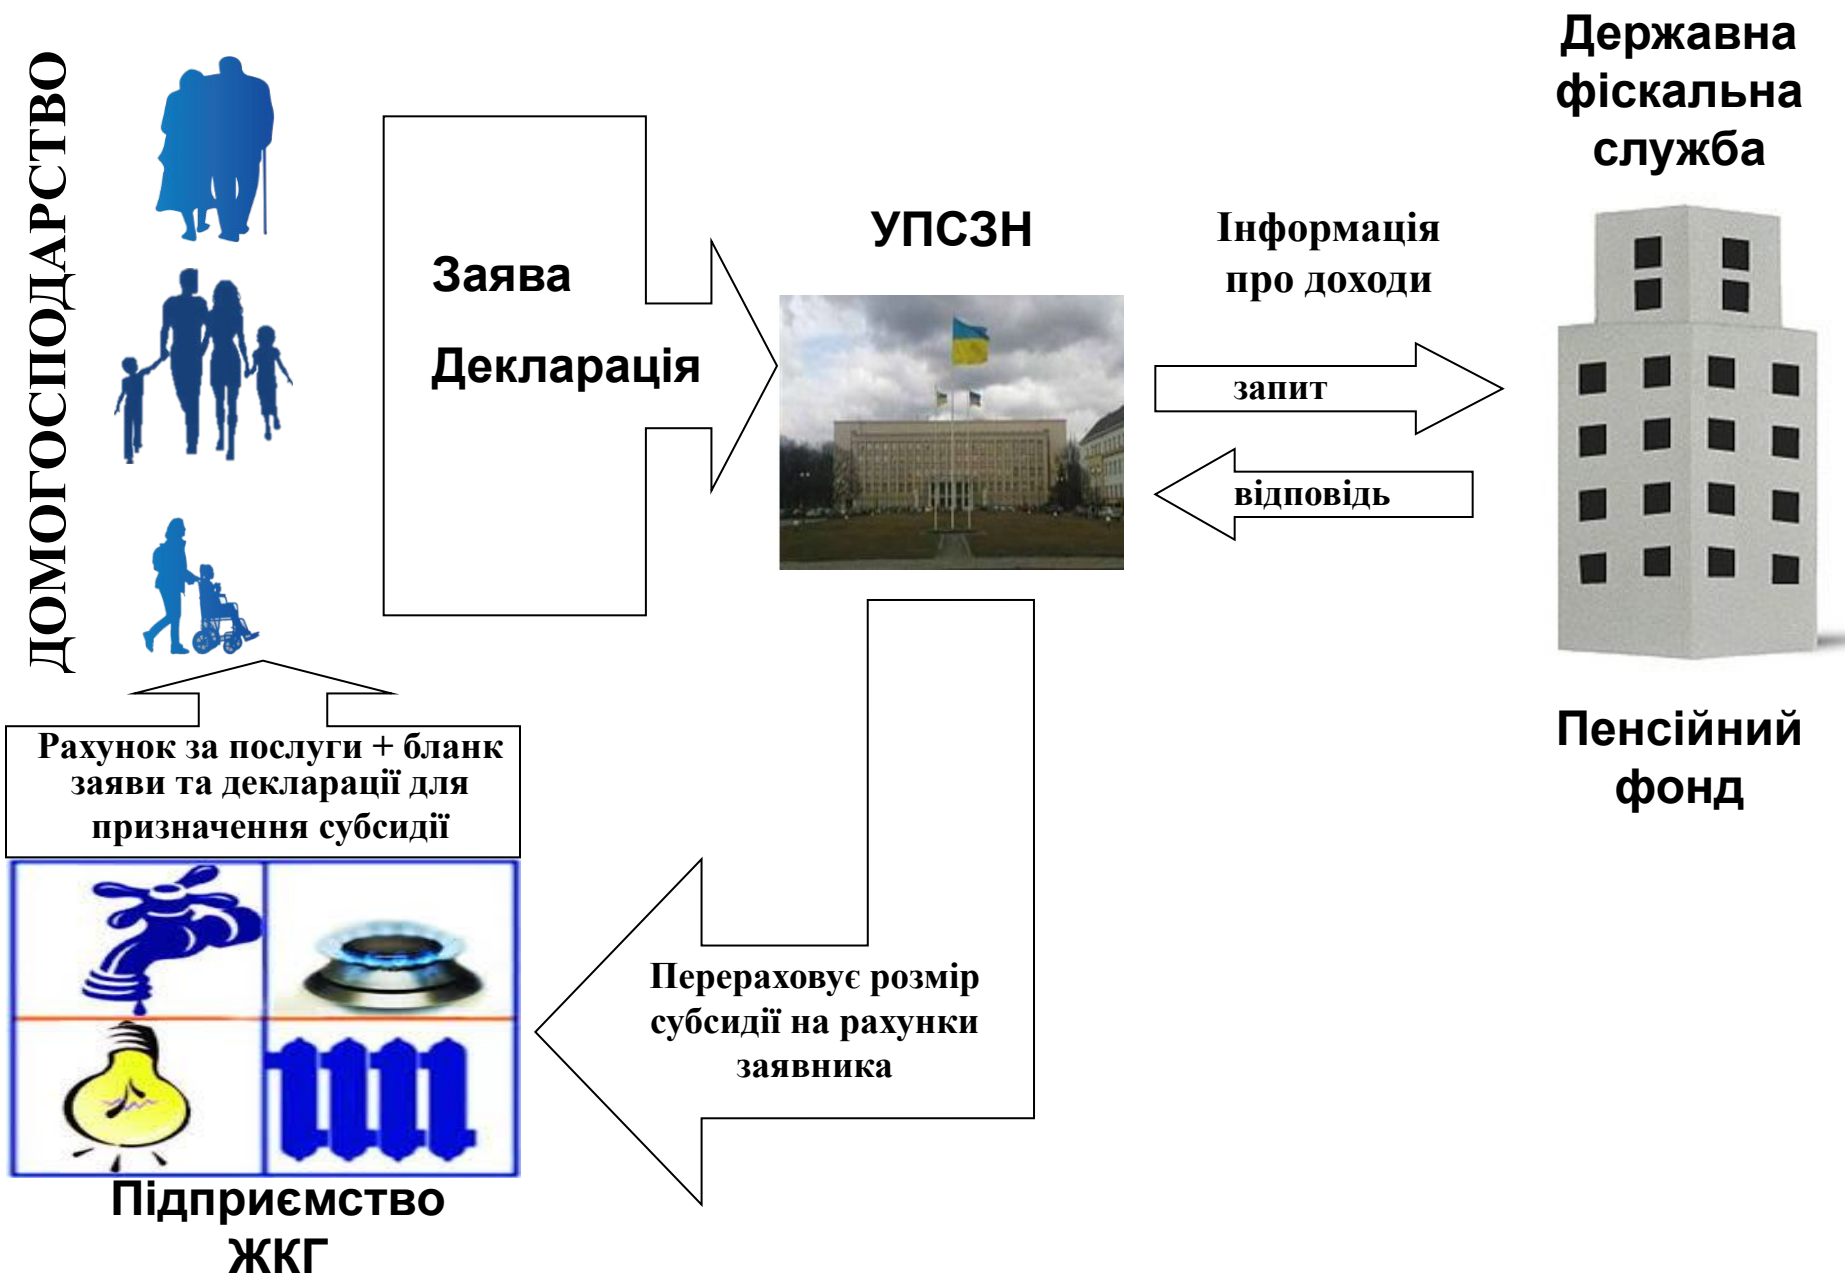 ДОМОГОСПОДАРСТВО
Заява
Декларація
УПСЗН
Інформація
про доходи
запит
відповідь
Державна
фіскальна
служба
Пенсійний
фонд
Рахунок за послуги + бланк
заяви та декларації для
призначення субсидії
Перераховує розмір
субсидії на рахунки
заявника
Підприємство
ЖКГ